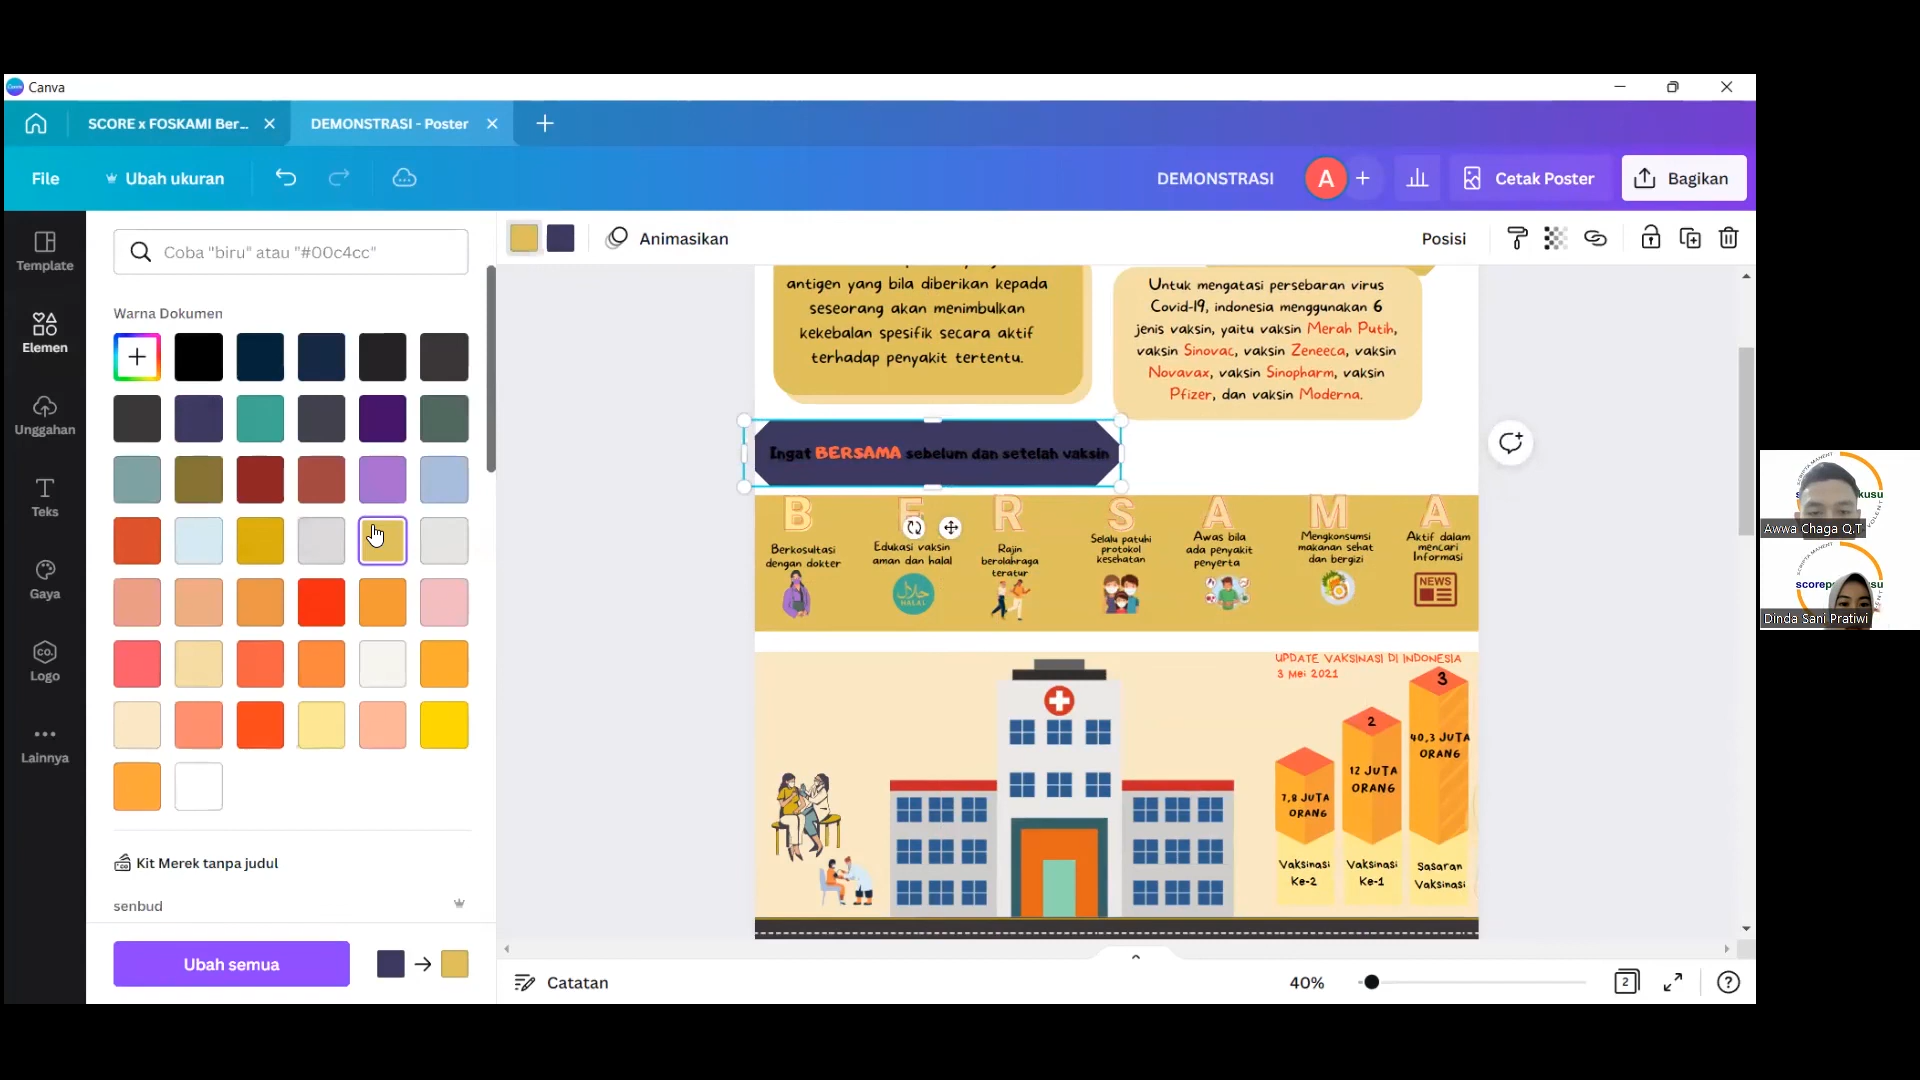 Canva
SCORE x FOSKAMI Ber...
DEMONSTRASI - Poster
File
Ubah ukuran
DEMONSTRASI
A
Cetak Poster
Bagikan
Template
Elemen
Unggahan
Teks
Gaya
co.
Logo
Lainnya
Coba "biru" atau "#00c4cc"
Warna Dokumen
Kit Merek tanpa judul
senbud
Ubah semua
Animasikan
Posisi
antigen yang bila diberikan kepada
seseorang akan menimbulkan
kekebalan spesifik secara aktif
terhadap penyakit tertentu.
Untuk mengatasi persebaran virus
Covid-19, indonesia menggunakan 6
jenis vaksin, yaitu vaksin Merah Putih,
vaksin Sinovac, vaksin Zeneeca, vaksin
Novavax, vaksin Sinopharm, vaksin
Pfizer, dan vaksin Moderna.
Ingat BERSAMA sebelum dan setelah vaksin
B E R S A M A
Berkosultasi
dengan dokter
Edukasi vaksin
aman dan halal
HALAL
Rajin
berolahraga
teratur
Selalu patuhi
protokol
kesehatan
Awas bila
ada penyakit
penyerta
Mengkonsumsi
makanan sehat
dan bergizi
Aktif dalam
mencari
Informasi
NEWS
UPDATE VAKSINASI DI INDONESIA
3 Mei 2021
7,8 JUTA
ORANG
Vaksinasi
Ke-2
2
12 JUTA
ORANG
Vaksinasi
Ke-1
3
40,3 JUTA
ORANG
Sasaran
Vaksinasi
Catatan
40%
2
?
Awwa Chaga Q.T
Dinda Sani Pratiwi